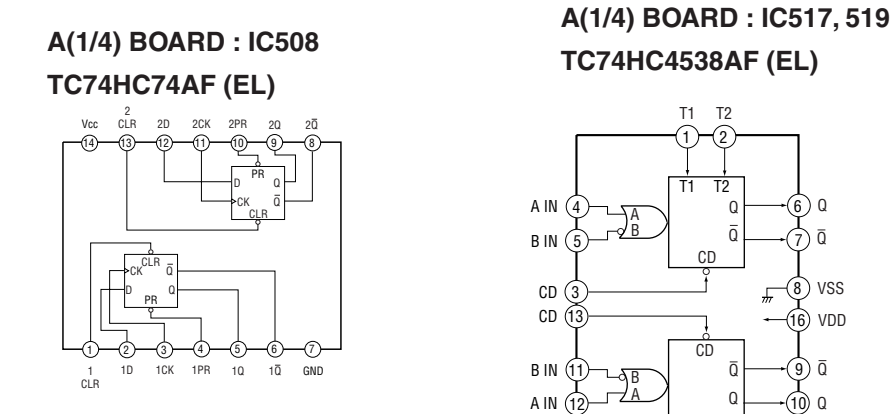 A(1/4) BOARD : IC508
TC74HC74AF (EL)
Vcc 2 CLR 2D 2CK 2PR 2Q 2Q̅
14 13 12 11 10 9 8
PR
D Q
CK Q̅
CLR
CLR
CK Q̅
D Q
PR
1 2 3 4 5 6 7
1 CLR 1D 1CK 1PR 1Q 1Q̅ GND
A(1/4) BOARD : IC517, 519
TC74HC4538AF (EL)
T1 T2
1 2
T1 T2
A IN 4 A Q 6 Q
B IN 5 B Q̅ 7 Q̅
CD
CD 3 8 VSS
CD 13 16 VDD
CD
B IN 11 B Q̅ 9 Q̅
A IN 12 A Q 10 Q